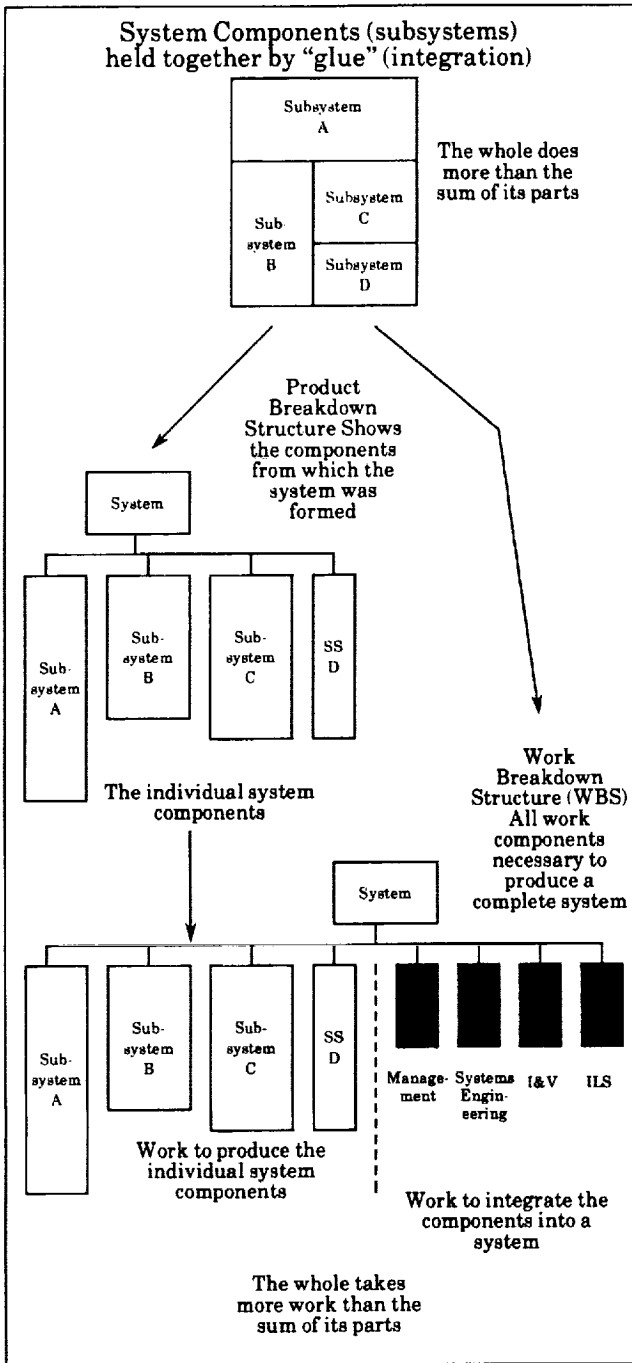 System Components (subsystems)
held together by “glue” (integration)
Subsystem
A
The whole does
more than the
sum of its parts
Sub-
system
B
Subsystem
C
Subsystem
D
Product
Breakdown
Structure Shows
the components
from which the
system was
formed
System
Sub-
system
A
Sub-
system
B
Sub-
system
C
SS
D
The individual system
components
Work
Breakdown
Structure (WBS)
All work
components
necessary to
produce a
complete system
System
Sub-
system
A
Sub-
system
B
Sub-
system
C
SS
D
Manage-
ment
Systems
Engin-
eering
I&V
ILS
Work to produce the
individual system
components
Work to integrate the
components into a
system
The whole takes
more work than the
sum of its parts